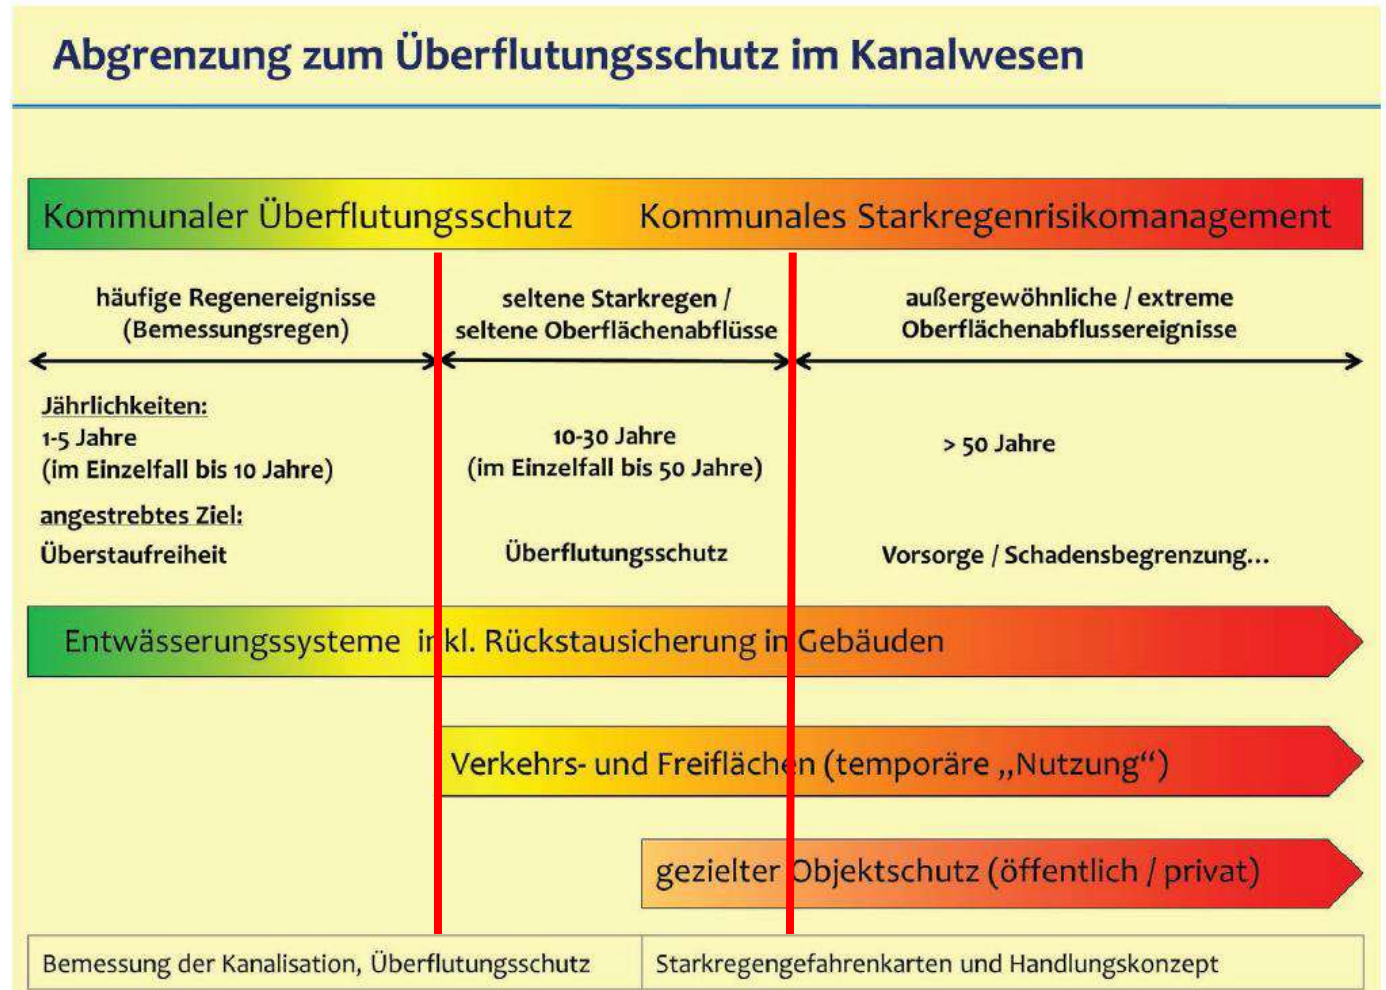 Abgrenzung zum Überflutungsschutz im Kanalwesen
Kommunaler Überflutungsschutz
Kommunales Starkregenrisikomanagement
häufige Regenereignisse
(Bemessungsregen)
seltene Starkregen /
seltene Oberflächenabflüsse
außergewöhnliche / extreme
Oberflächenabflussereignisse
Jährlichkeiten:
1-5 Jahre
(im Einzelfall bis 10 Jahre)
10-30 Jahre
(im Einzelfall bis 50 Jahre)
> 50 Jahre
angestrebtes Ziel:
Überstaufreiheit
Überflutungsschutz
Vorsorge / Schadensbegrenzung...
Entwässerungssysteme inkl. Rückstausicherung in Gebäuden
Verkehrs- und Freiflächen (temporäre „Nutzung“)
gezielter Objektschutz (öffentlich / privat)
Bemessung der Kanalisation, Überflutungsschutz
Starkregengefahrenkarten und Handlungskonzept